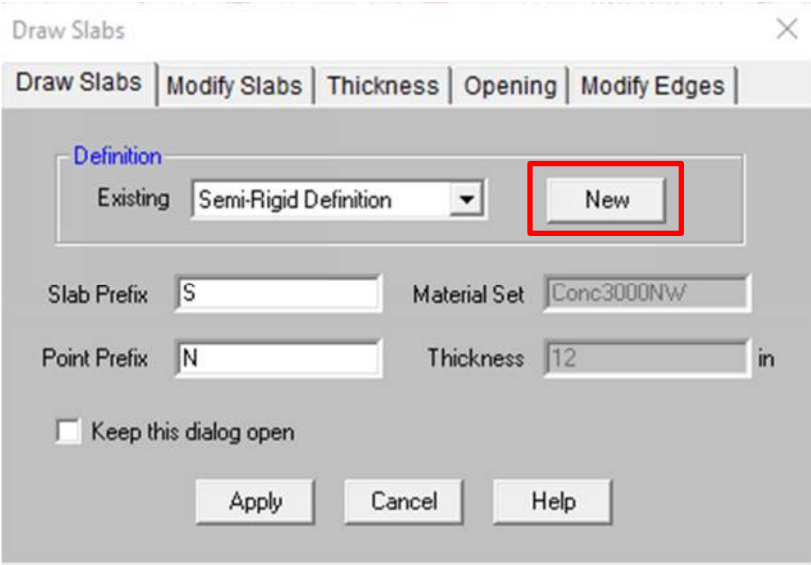 Draw Slabs
Draw Slabs Modify Slabs Thickness Opening Modify Edges
Definition
Existing Semi-Rigid Definition New
Slab Prefix S Material Set Conc3000NW
Point Prefix N Thickness 12 in
Keep this dialog open
Apply Cancel Help